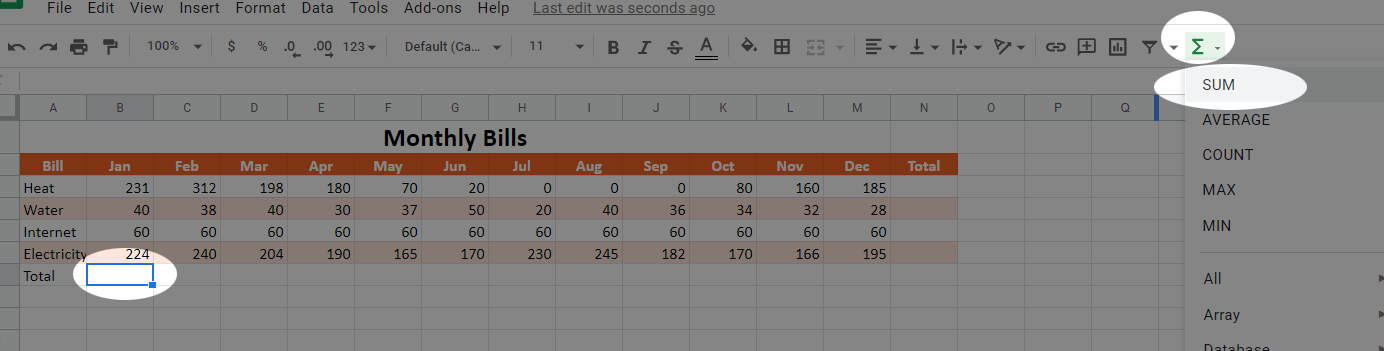 File Edit View Insert Format Data Tools Add-ons Help Last edit was seconds ago
100% $ % .0 .00 123 Default (Ca... 11 B I S A Σ
SUM
AVERAGE
COUNT
MAX
MIN
All
Array
Database
A B C D E F G H I J K L M N O P Q
Monthly Bills
Bill Jan Feb Mar Apr May Jun Jul Aug Sep Oct Nov Dec Total
Heat 231 312 198 180 70 20 0 0 0 80 160 185
Water 40 38 40 30 37 50 20 40 36 34 32 28
Internet 60 60 60 60 60 60 60 60 60 60 60 60
Electricity 224 240 204 190 165 170 230 245 182 170 166 195
Total